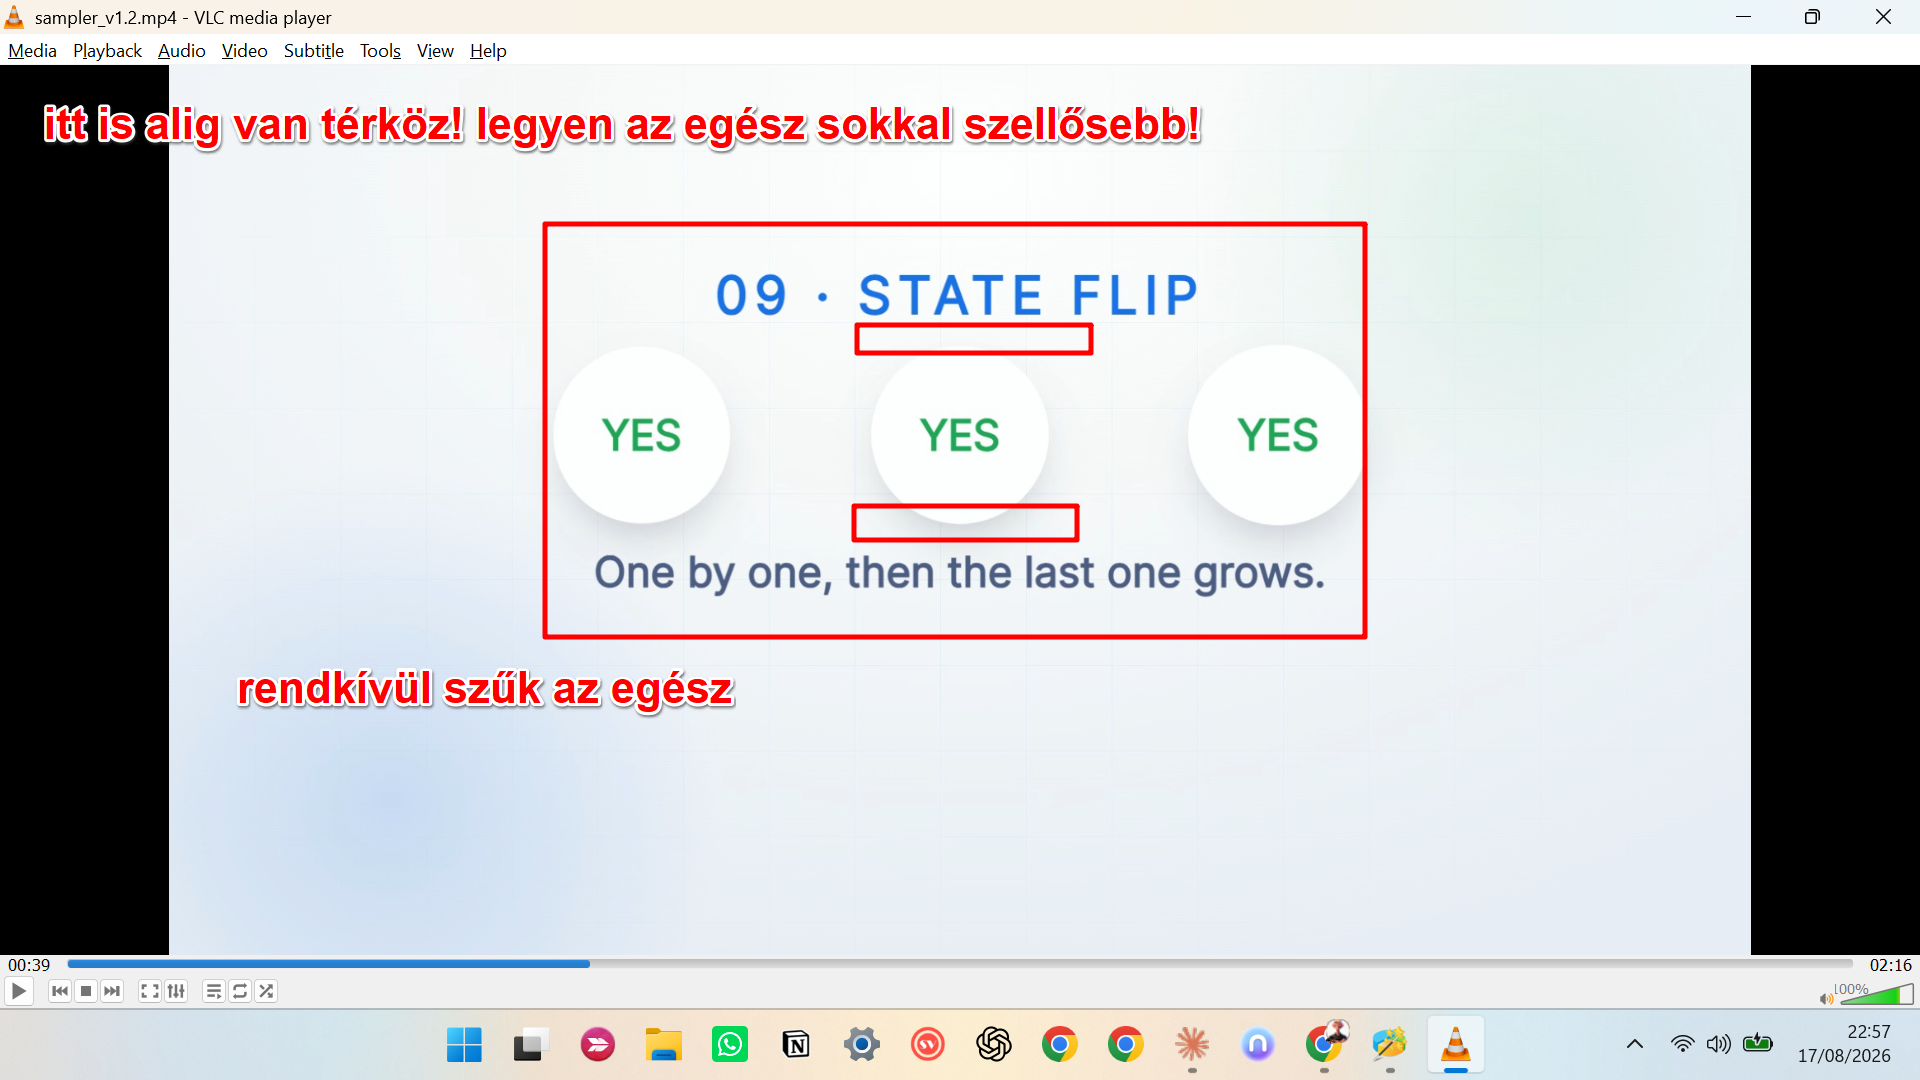 sampler_v1.2.mp4 - VLC media player
Media Playback Audio Video Subtitle Tools View Help
itt is alig van térköz! legyen az egész sokkal szellősebb!
09 · STATE FLIP
YES YES YES
One by one, then the last one grows.
rendkívül szűk az egész
00:39 02:16
100%
22:57
17/08/2026